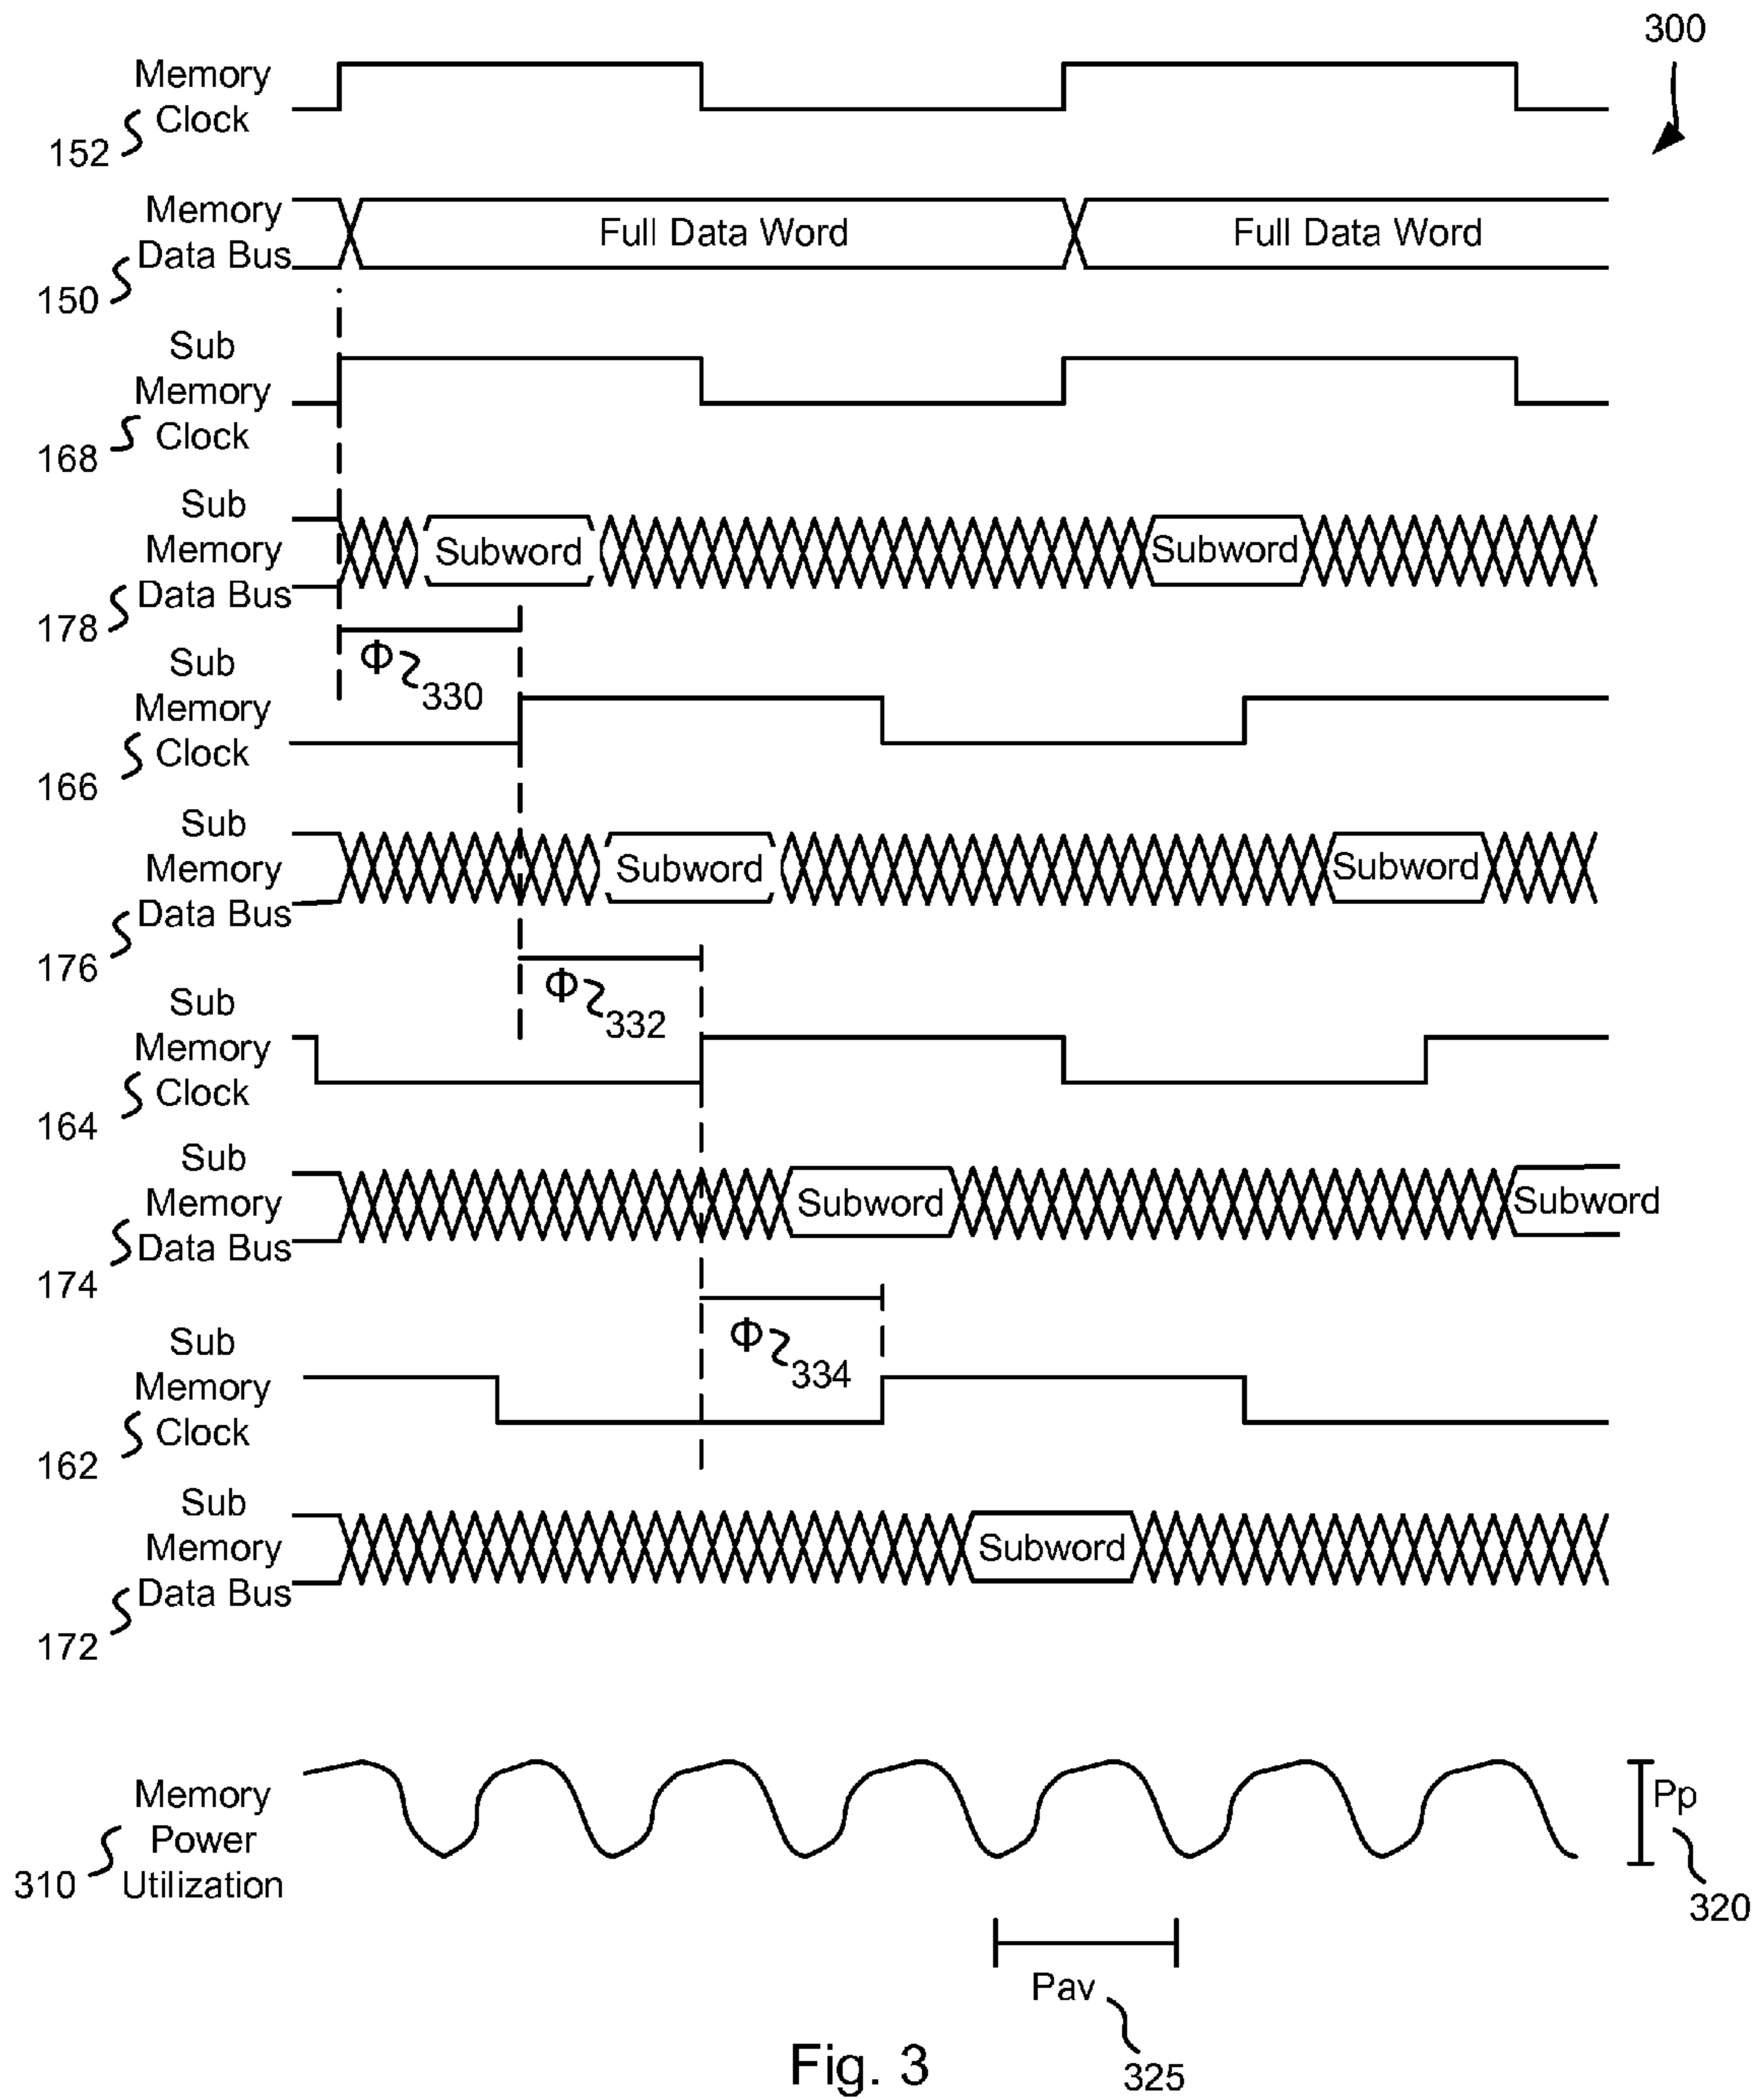 300
Memory
Clock
152
Memory
Data Bus
150
Full Data Word
Full Data Word
Sub
Memory
Clock
168
Sub
Memory
Data Bus
178
Subword
Subword
Φ
330
Sub
Memory
Clock
166
Sub
Memory
Data Bus
176
Subword
Subword
Φ
332
Sub
Memory
Clock
164
Sub
Memory
Data Bus
174
Subword
Subword
Φ
334
Sub
Memory
Clock
162
Sub
Memory
Data Bus
172
Subword
Memory
Power
Utilization
310
Pp
320
Pav
325
Fig. 3